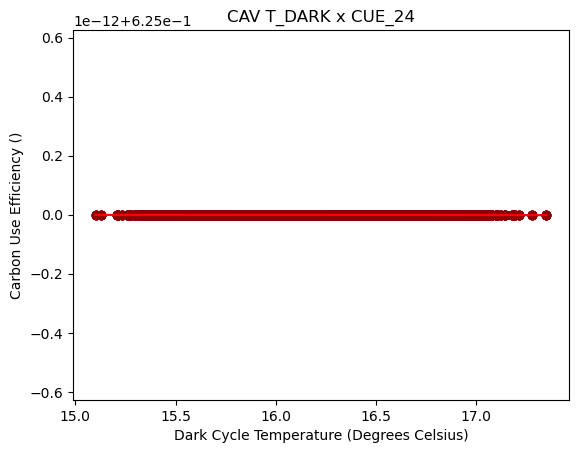 CAV T_DARK x CUE_24
1e−12+6.25e−1
0.6
0.4
0.2
0.0
−0.2
−0.4
−0.6
Carbon Use Efficiency ()
15.0 15.5 16.0 16.5 17.0
Dark Cycle Temperature (Degrees Celsius)